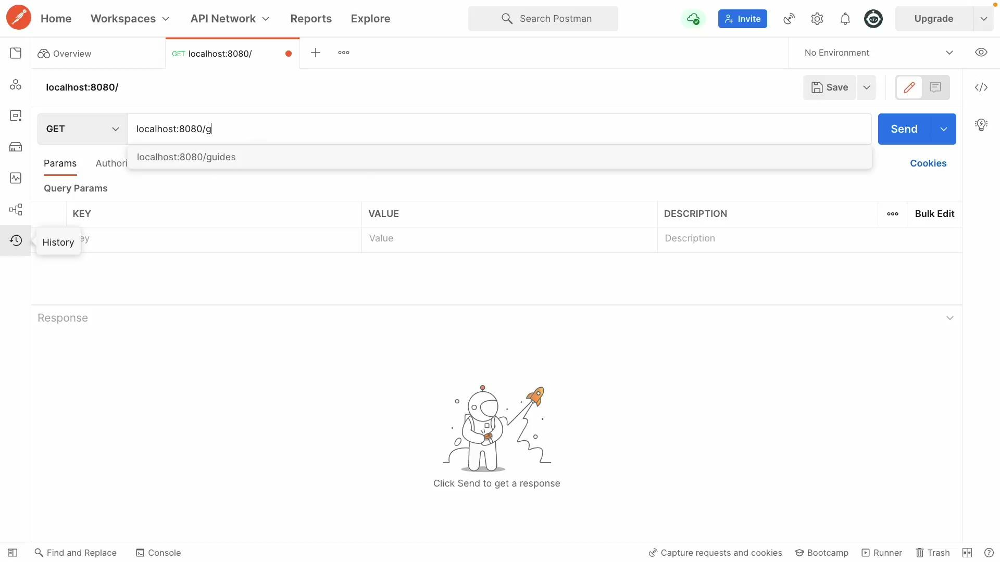 Home
Workspaces
API Network
Reports
Explore
Search Postman
Invite
Upgrade
Overview
GET localhost:8080/
No Environment
localhost:8080/
Save
GET
localhost:8080/g
Send
localhost:8080/guides
Params
Authori
Cookies
Query Params
KEY
VALUE
DESCRIPTION
Bulk Edit
History
ey
Value
Description
Response
Click Send to get a response
Find and Replace
Console
Capture requests and cookies
Bootcamp
Runner
Trash